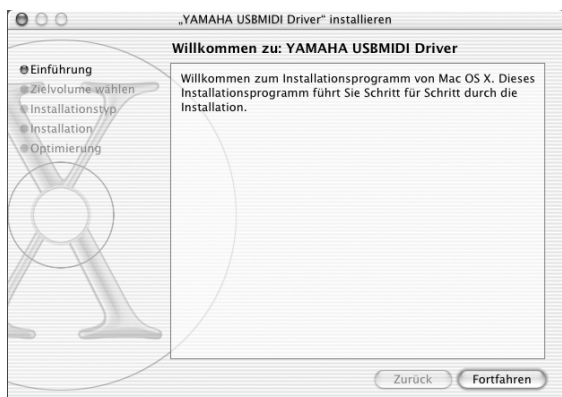 „YAMAHA USBMIDI Driver“ installieren
Willkommen zu: YAMAHA USBMIDI Driver
Einführung
Zielvolume wählen
Installationstyp
Installation
Optimierung
Willkommen zum Installationsprogramm von Mac OS X. Dieses
Installationsprogramm führt Sie Schritt für Schritt durch die
Installation.
Zurück
Fortfahren